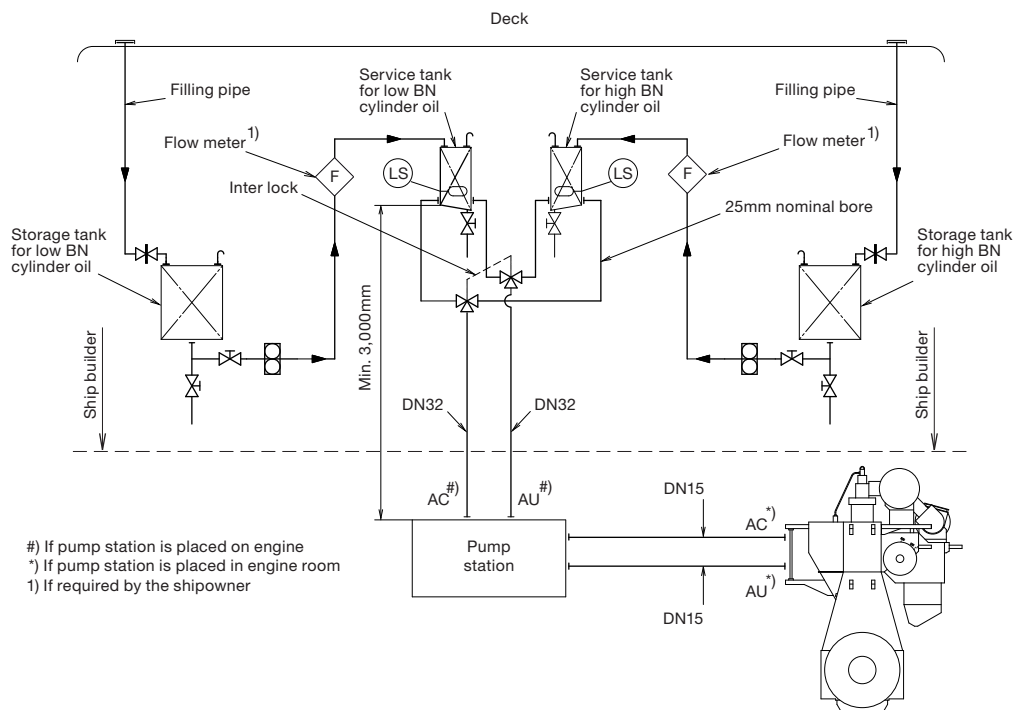 Deck
Filling pipe
Service tank
for low BN
cylinder oil
Service tank
for high BN
cylinder oil
Filling pipe
Flow meter 1)
F
LS
LS
F
Flow meter 1)
Inter lock
25mm nominal bore
Storage tank
for low BN
cylinder oil
Storage tank
for high BN
cylinder oil
Min. 3,000mm
Ship builder
Ship builder
DN32
DN32
AC #)
AU #)
DN15
AC *)
Pump
station
AU *)
DN15
#) If pump station is placed on engine
*) If pump station is placed in engine room
1) If required by the shipowner